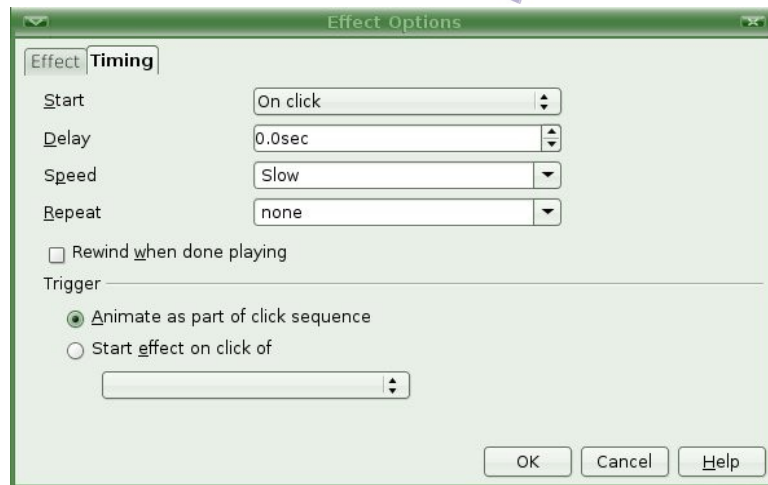 Effect Options
Effect Timing
Start On click
Delay 0.0sec
Speed Slow
Repeat none
Rewind when done playing
Trigger
Animate as part of click sequence
Start effect on click of
OK Cancel Help